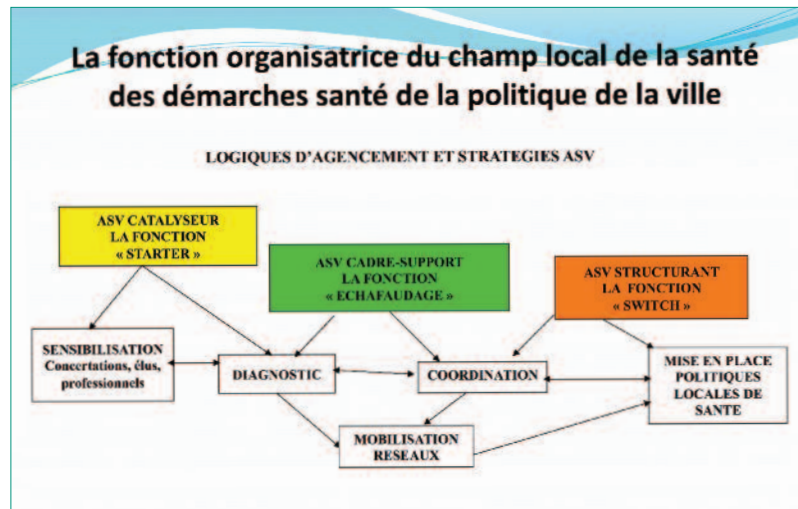 La fonction organisatrice du champ local de la santé
des démarches santé de la politique de la ville
LOGIQUES D'AGENCEMENT ET STRATEGIES ASV
ASV CATALYSEUR
LA FONCTION
« STARTER »
ASV CADRE-SUPPORT
LA FONCTION
« ECHAFAUDAGE »
ASV STRUCTURANT
LA FONCTION
« SWITCH »
SENSIBILISATION
Concertations, élus,
professionnels
DIAGNOSTIC
COORDINATION
MISE EN PLACE
POLITIQUES
LOCALES DE
SANTE
MOBILISATION
RESEAUX